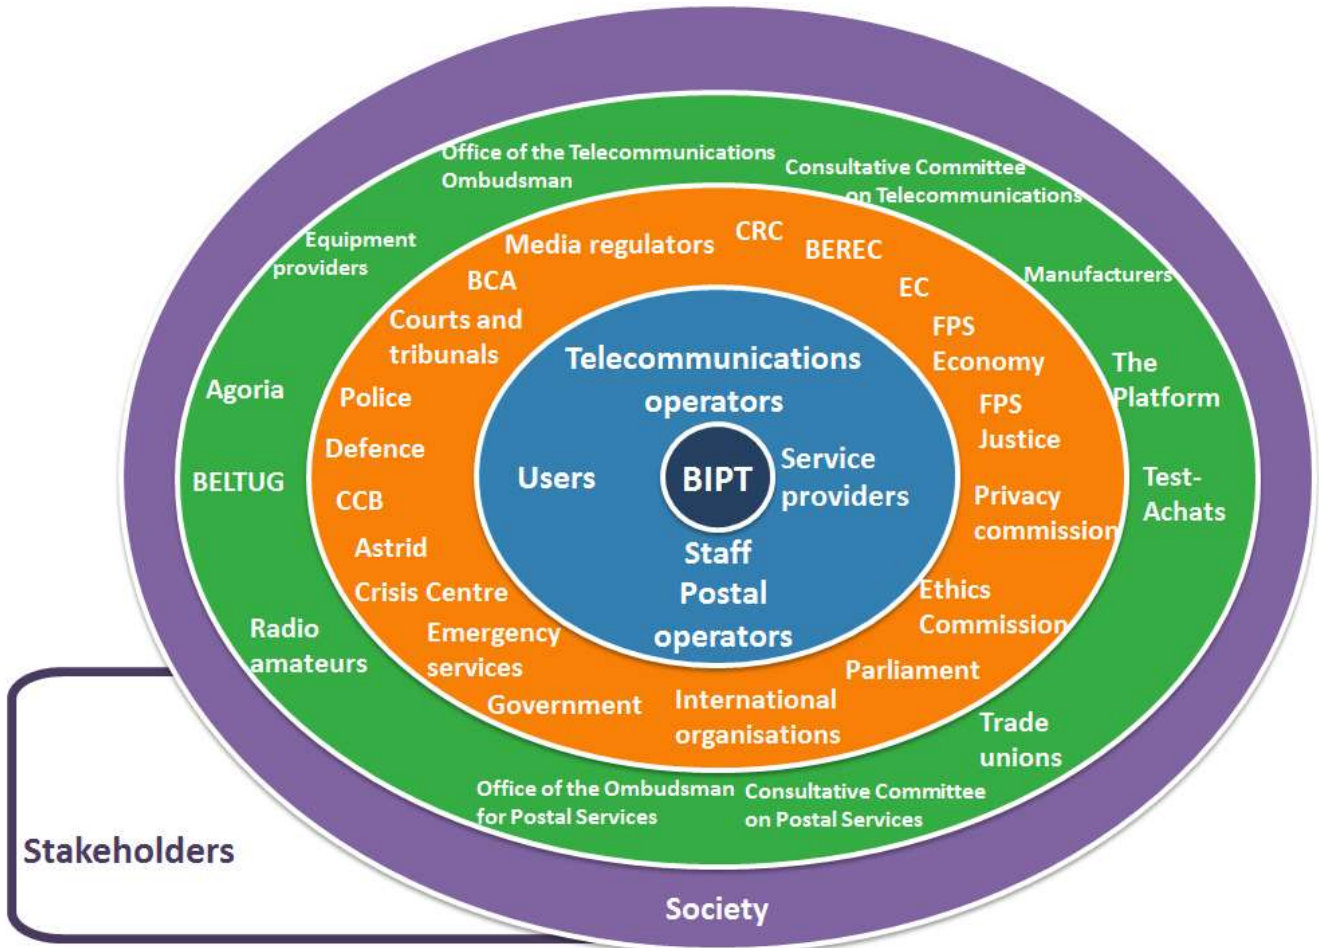 Office of the Telecommunications
Ombudsman
Consultative Committee
on Telecommunications
Equipment
providers
Manufacturers
Agoria
The
Platform
BELTUG
Test-
Achats
Radio
amateurs
Trade
unions
Office of the Ombudsman
for Postal Services
Consultative Committee
on Postal Services
Media regulators
CRC
BEREC
BCA
EC
Courts and
tribunals
FPS
Economy
Police
FPS
Justice
Defence
CCB
Privacy
commission
Astrid
Crisis Centre
Ethics
Commission
Emergency
services
Parliament
Government
International
organisations
Telecommunications
operators
Users
BIPT
Service
providers
Staff
Postal
operators
Stakeholders
Society